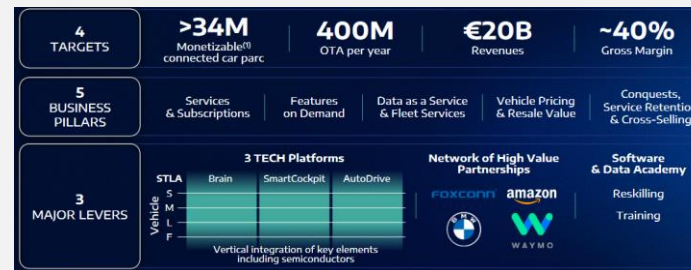 4
TARGETS
>34M
Monetizable(1)
connected car parc
400M
OTA per year
€20B
Revenues
~40%
Gross Margin
5
BUSINESS
PILLARS
Services
& Subscriptions
Features
on Demand
Data as a Service
& Fleet Services
Vehicle Pricing
& Resale Value
Conquests,
Service Retentio
& Cross-Selling
3
MAJOR LEVERS
3 TECH Platforms
STLA
Brain
SmartCockpit
AutoDrive
Vehicle
S
M
L
F
Vertical integration of key elements
including semiconductors
Network of High Value
Partnerships
FOXCONN
amazon
BMW
WAYMO
Software
& Data Academy
Reskilling
Training